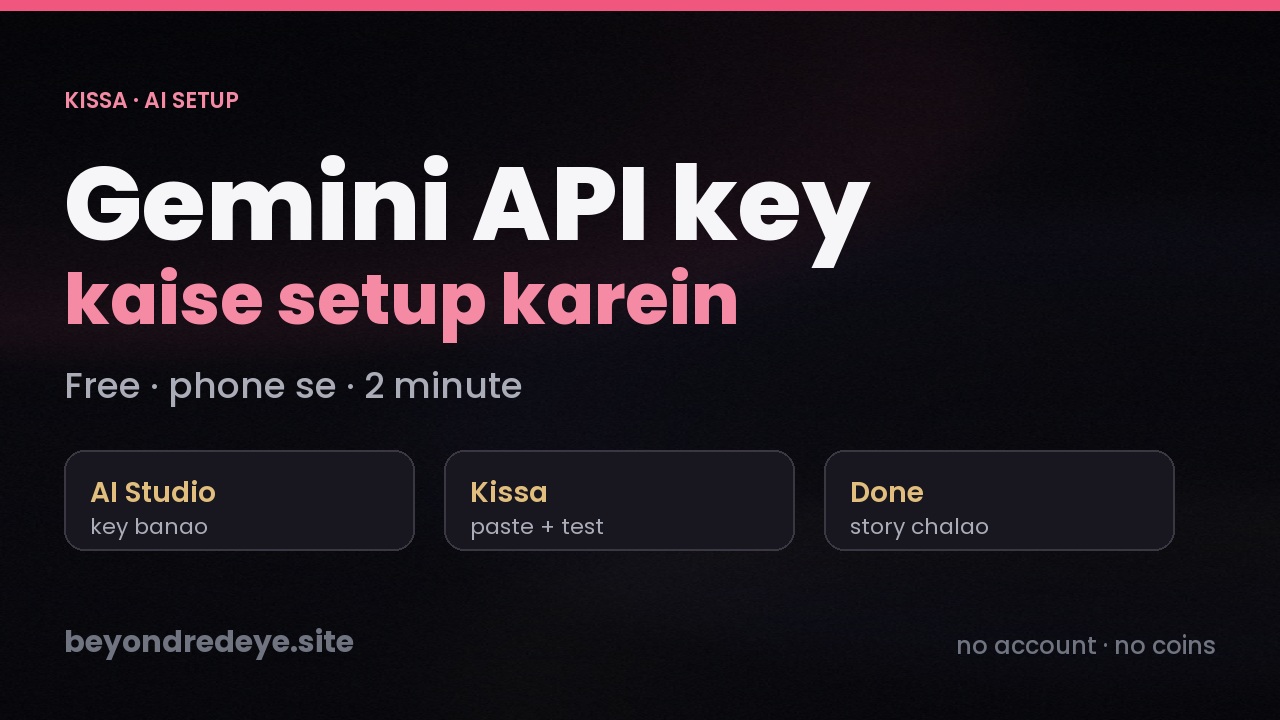 KISSA · AI SETUP
Gemini API key
kaise setup karein
Free · phone se · 2 minute
AI Studio
key banao
Kissa
paste + test
Done
story chalao
beyondredeye.site
no account · no coins